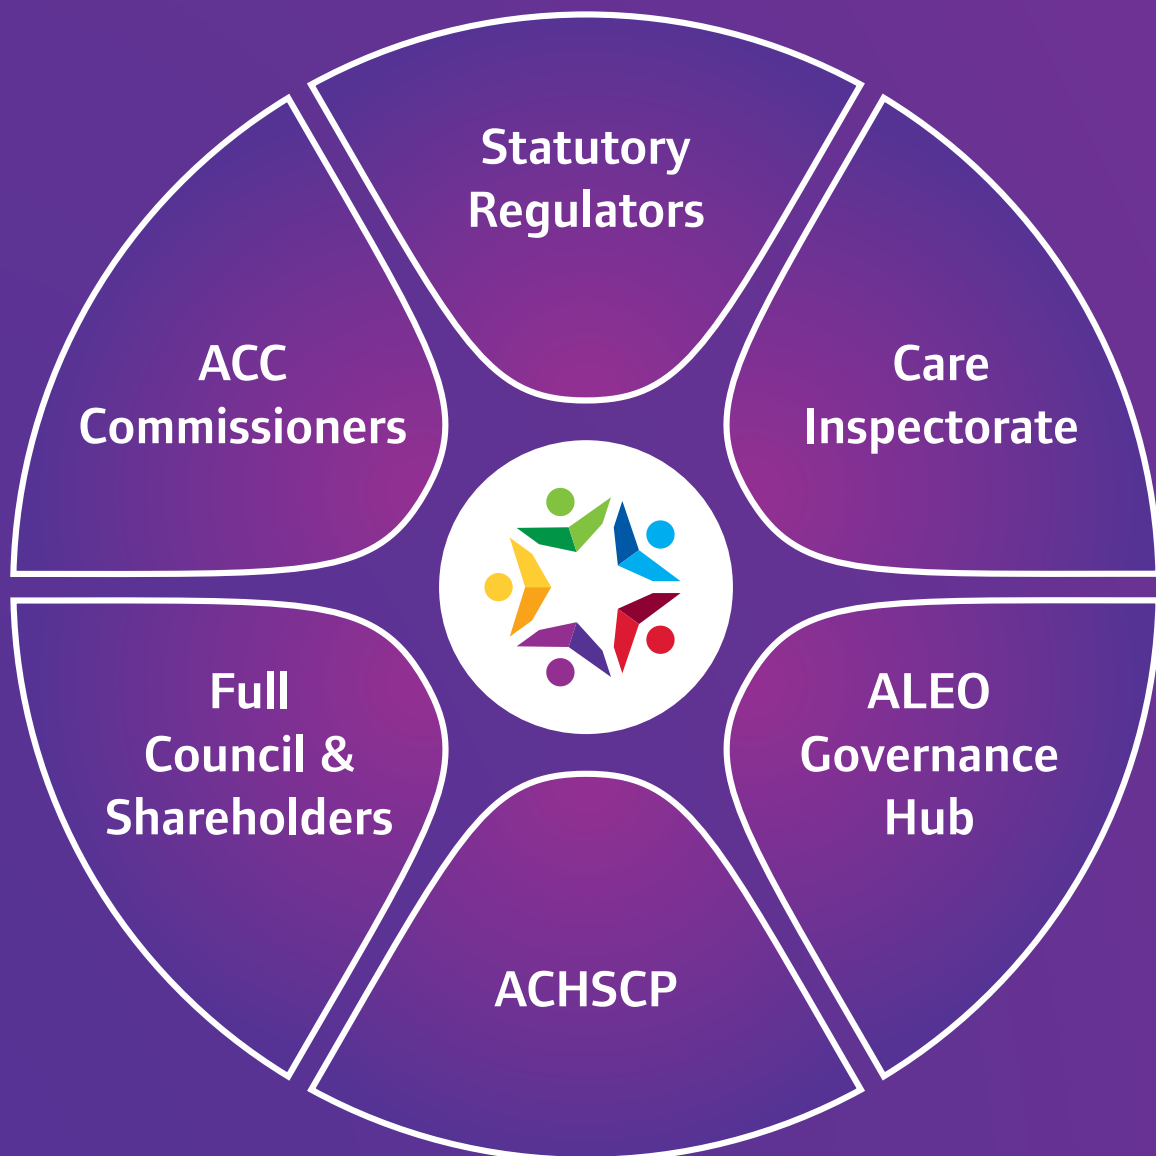 Statutory
Regulators
Care
Inspectorate
ALEO
Governance
Hub
ACHSCP
Full
Council &
Shareholders
ACC
Commissioners